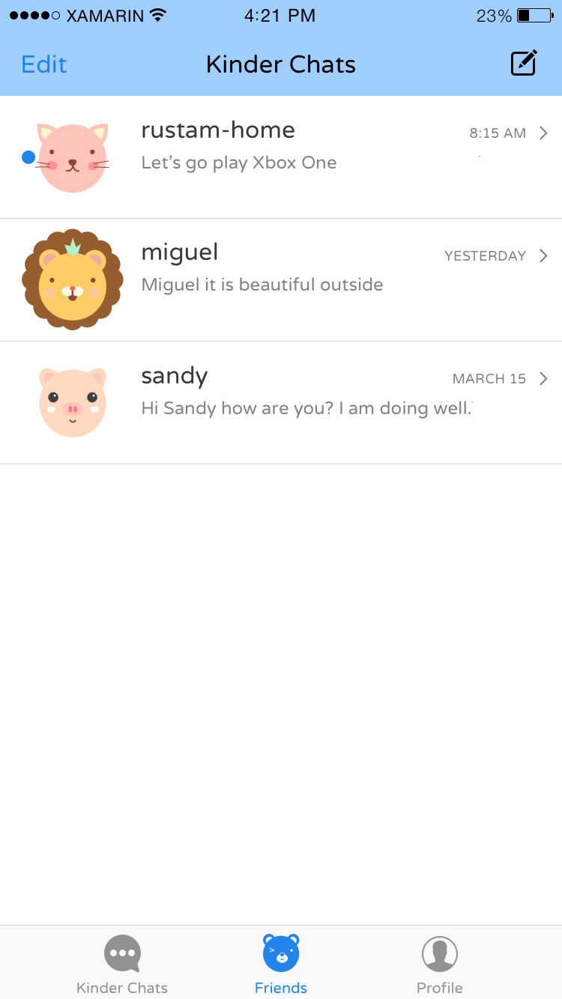 XAMARIN 4:21 PM 23%
Edit Kinder Chats
rustam-home 8:15 AM
Let’s go play Xbox One
miguel YESTERDAY
Miguel it is beautiful outside
sandy MARCH 15
Hi Sandy how are you? I am doing well.
Kinder Chats Friends Profile